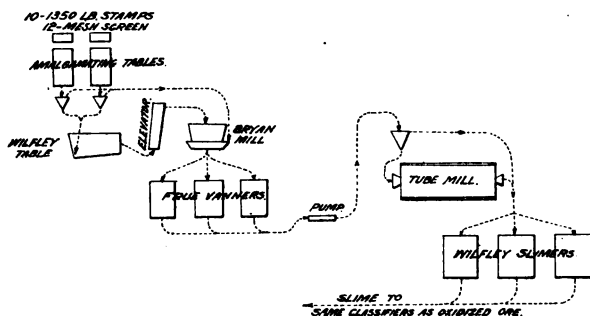 10-1350 LB. STAMPS
12-MESH SCREEN
AMALGAMATING TABLES.
WILFLEY
TABLE
ELEVATOR
BRYAN
MILL
FRUE VANNERS
PUMP
TUBE MILL.
WILFLEY SLIMERS
SLIME TO
SAME CLASSIFIERS AS OXIDIZED ORE.